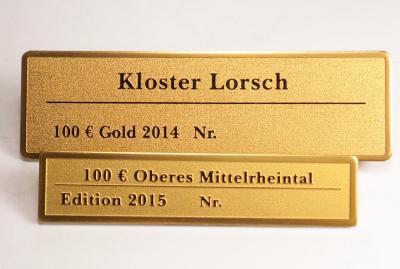 Kloster Lorsch
100 € Gold 2014 Nr.
100 € Oberes Mittelrheintal
Edition 2015 Nr.